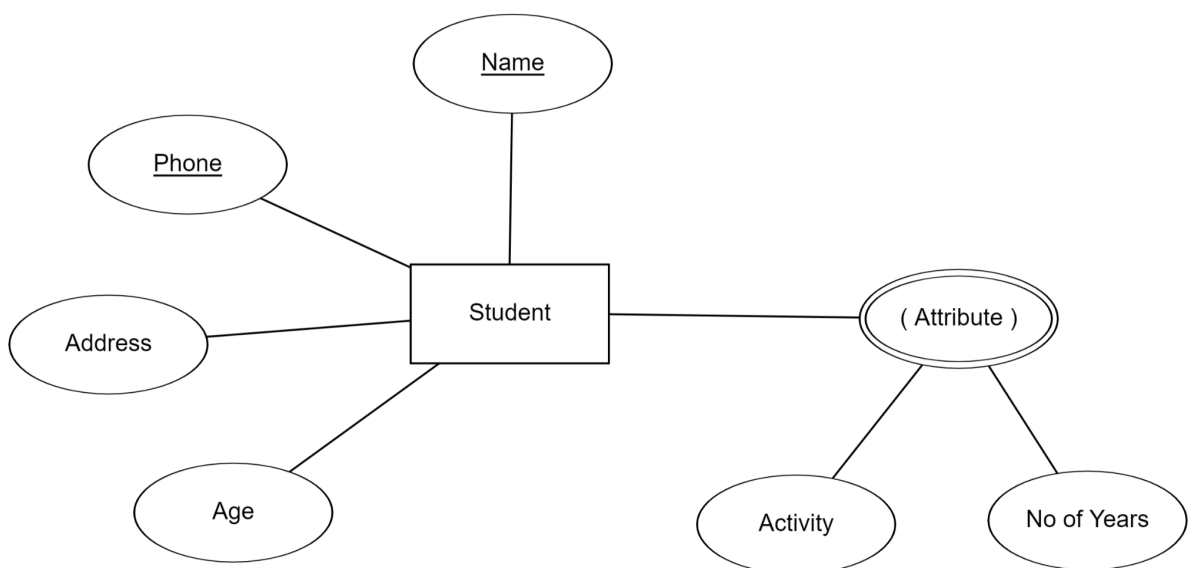 Name
Phone
Student
( Attribute )
Address
Age
Activity
No of Years